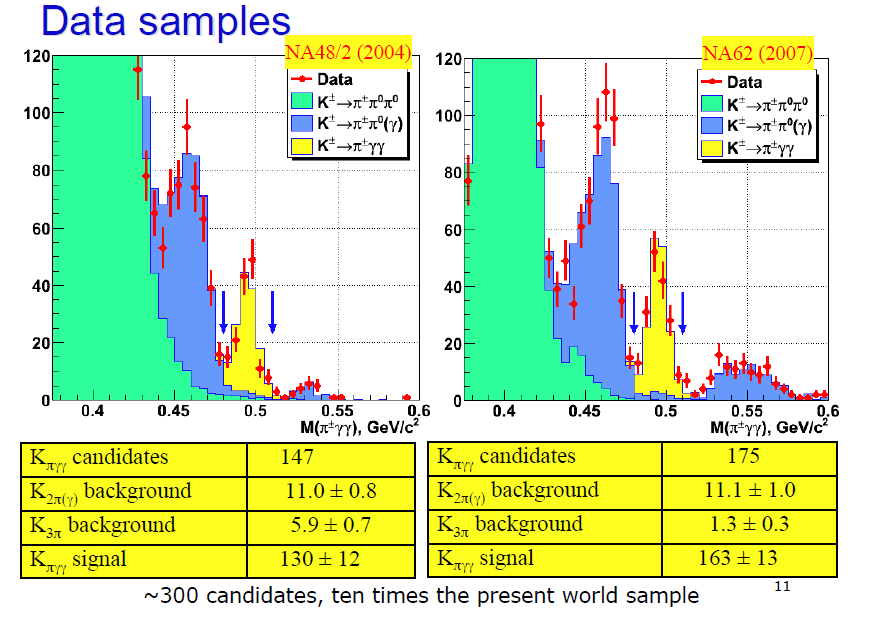 Data samples
NA48/2 (2004)
Data
K±→π±π⁰π⁰
K±→π±π⁰(γ)
K±→π±γγ
120
100
80
60
40
20
0
0.4 0.45 0.5 0.55 0.6
M(π±γγ), GeV/c²
NA62 (2007)
Data
K±→π±π⁰π⁰
K±→π±π⁰(γ)
K±→π±γγ
120
100
80
60
40
20
0
0.4 0.45 0.5 0.55 0.6
M(π±γγ), GeV/c²
Kπγγ candidates 147
K2π(γ) background 11.0 ± 0.8
K3π background 5.9 ± 0.7
Kπγγ signal 130 ± 12
Kπγγ candidates 175
K2π(γ) background 11.1 ± 1.0
K3π background 1.3 ± 0.3
Kπγγ signal 163 ± 13
~300 candidates, ten times the present world sample
11